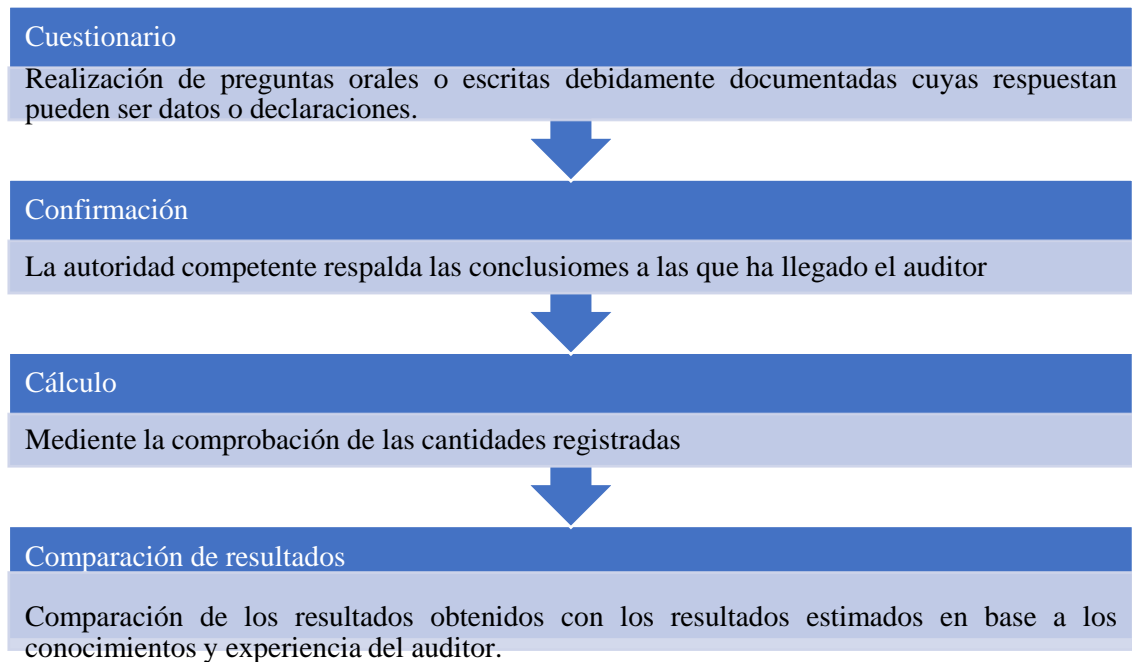 Cuestionario
Realización de preguntas orales o escritas debidamente documentadas cuyas respuestan
pueden ser datos o declaraciones.
Confirmación
La autoridad competente respalda las conclusiomes a las que ha llegado el auditor
Cálculo
Mediente la comprobación de las cantidades registradas
Comparación de resultados
Comparación de los resultados obtenidos con los resultados estimados en base a los
conocimientos y experiencia del auditor.